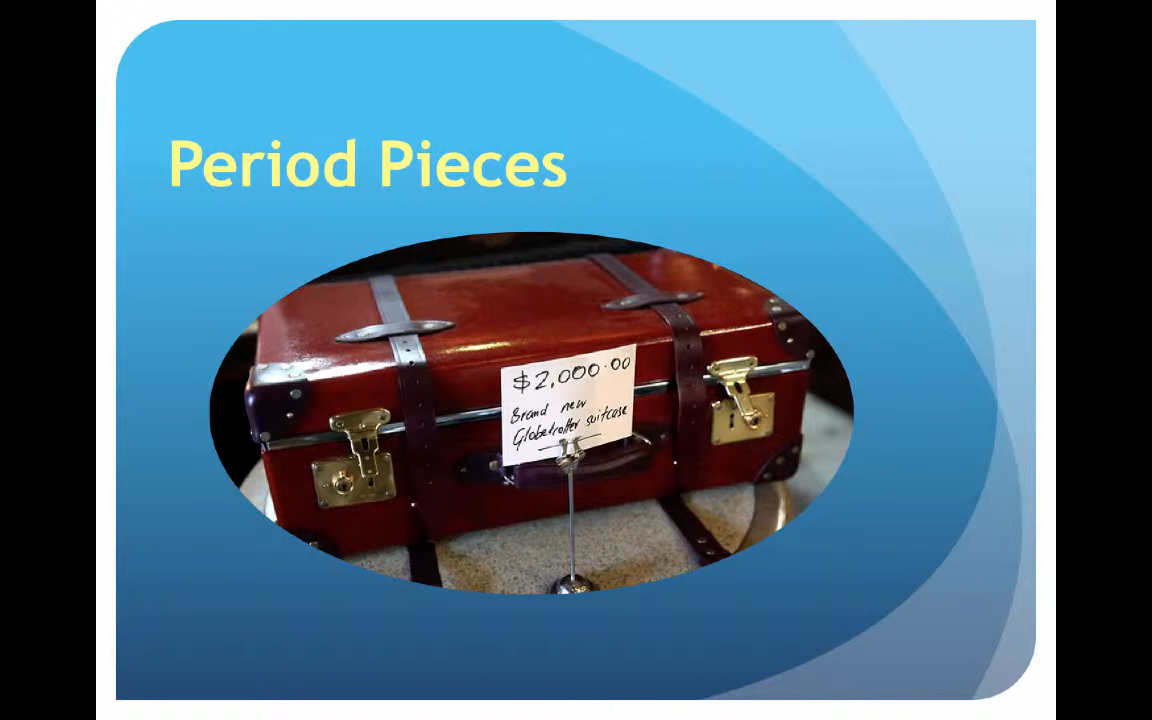 Period Pieces
$2,000.00
Brand new
Globetrotter suitcase